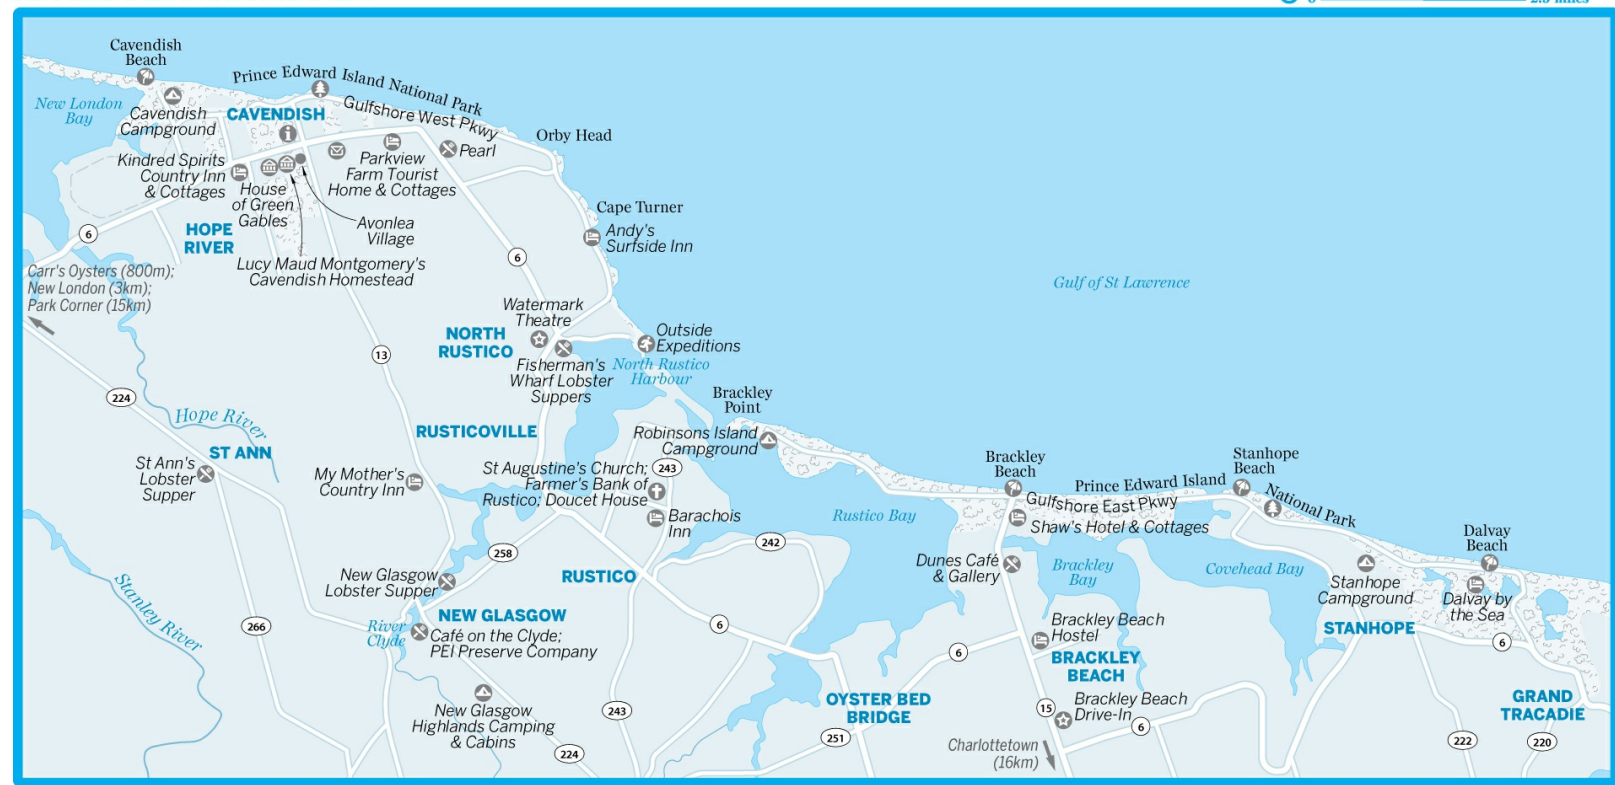 Cavendish
Beach
Prince Edward Island National Park
Gulfshore West Pkwy
New London
Bay
Cavendish
Campground
CAVENDISH
Orby Head
Pearl
Parkview
Farm Tourist
Home & Cottages
Kindred Spirits
Country Inn
& Cottages
House
of Green
Gables
Avonlea
Village
HOPE
RIVER
6
Lucy Maud Montgomery's
Cavendish Homestead
Cape Turner
Andy's
Surfside Inn
6
Carr's Oysters (800m);
New London (3km);
Park Corner (15km)
Gulf of St Lawrence
Watermark
Theatre
NORTH
RUSTICO
Outside
Expeditions
13
Fisherman's
Wharf Lobster
Suppers
North Rustico
Harbour
224
Hope River
Brackley
Point
RUSTICOVILLE
Robinsons Island
Campground
ST ANN
St Ann's
Lobster
Supper
My Mother's
Country Inn
St Augustine's Church;
Farmer's Bank of
Rustico; Doucet House
243
Barachois
Inn
Rustico Bay
Brackley
Beach
Prince Edward Island
National Park
Stanhope
Beach
Gulfshore East Pkwy
Shaw's Hotel & Cottages
Dalvay
Beach
242
258
Stanley River
New Glasgow
Lobster Supper
RUSTICO
Dunes Café
& Gallery
Brackley
Bay
Covehead Bay
Stanhope
Campground
Dalvay by
the Sea
NEW GLASGOW
River
Clyde
266
Café on the Clyde;
PEI Preserve Company
6
6
Brackley Beach
Hostel
BRACKLEY
BEACH
STANHOPE
6
New Glasgow
Highlands Camping
& Cabins
243
224
OYSTER BED
BRIDGE
251
15
Brackley Beach
Drive-In
6
Charlottetown
(16km)
GRAND
TRACADIE
222
220